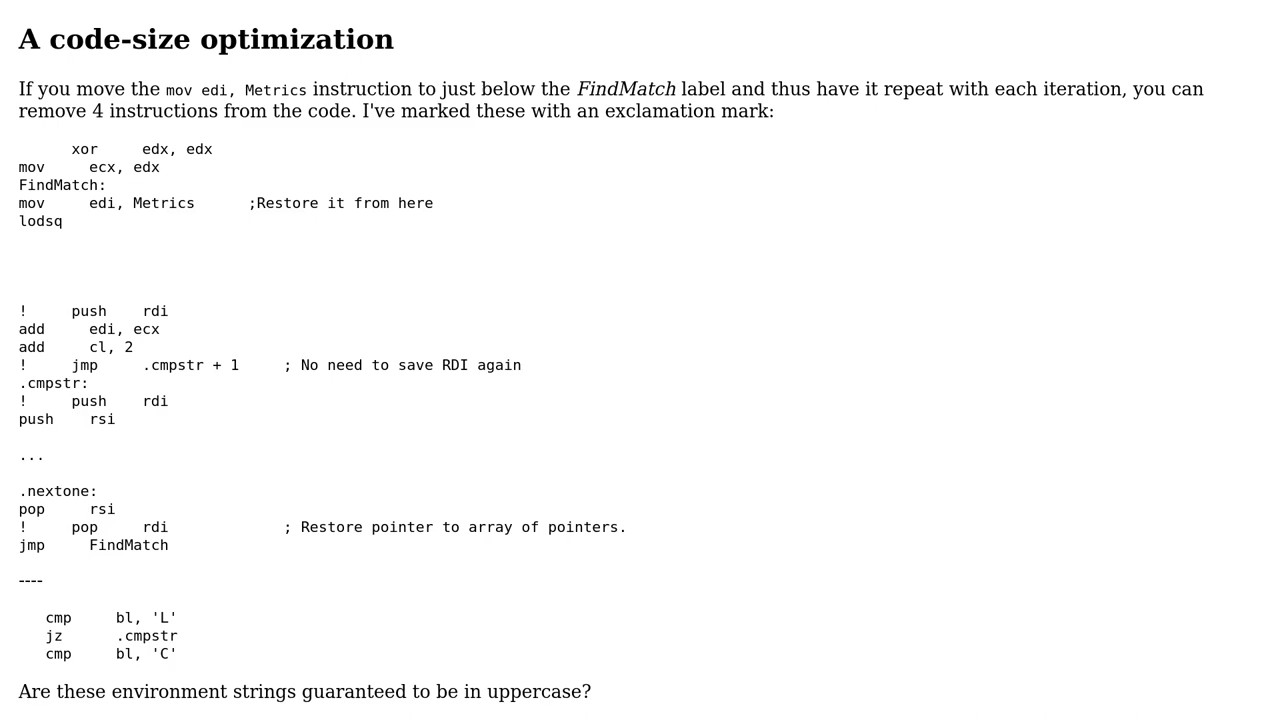 A code-size optimization
If you move the mov edi, Metrics instruction to just below the FindMatch label and thus have it repeat with each iteration, you can
remove 4 instructions from the code. I've marked these with an exclamation mark:
      xor     edx, edx
mov     ecx, edx
FindMatch:
mov     edi, Metrics      ;Restore it from here
lodsq
!     push    rdi
add     edi, ecx
add     cl, 2
!     jmp     .cmpstr + 1     ; No need to save RDI again
.cmpstr:
!     push    rdi
push    rsi
...
.nextone:
pop     rsi
!     pop     rdi             ; Restore pointer to array of pointers.
jmp     FindMatch
----
   cmp     bl, 'L'
   jz      .cmpstr
   cmp     bl, 'C'
Are these environment strings guaranteed to be in uppercase?